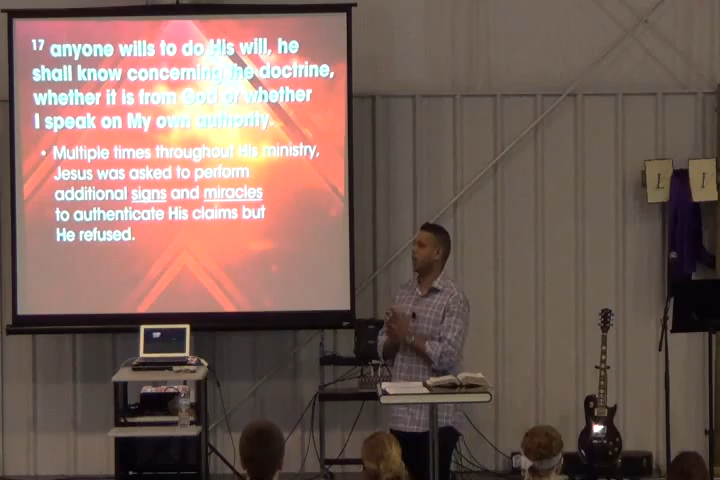 17 anyone wills to do His will, he
shall know concerning the doctrine,
whether it is from God or whether
I speak on My own authority.
• Multiple times throughout His ministry,
Jesus was asked to perform
additional signs and miracles
to authenticate His claims but
He refused.
L